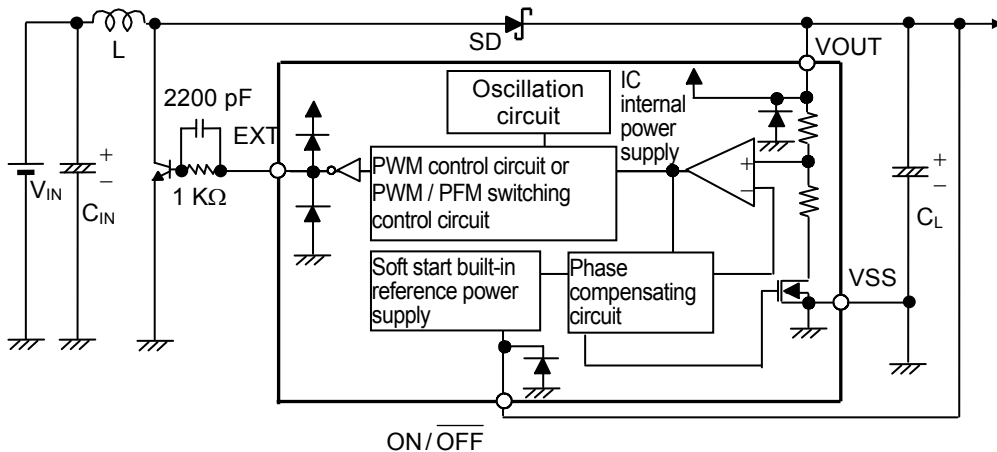 L
SD
VOUT
2200 pF
EXT
1 KΩ
VIN
+
−
CIN
Oscillation
circuit
IC
internal
power
supply
PWM control circuit or
PWM / PFM switching
control circuit
+
−
Soft start built-in
reference power
supply
Phase
compensating
circuit
VSS
+
−
CL
ON / OFF